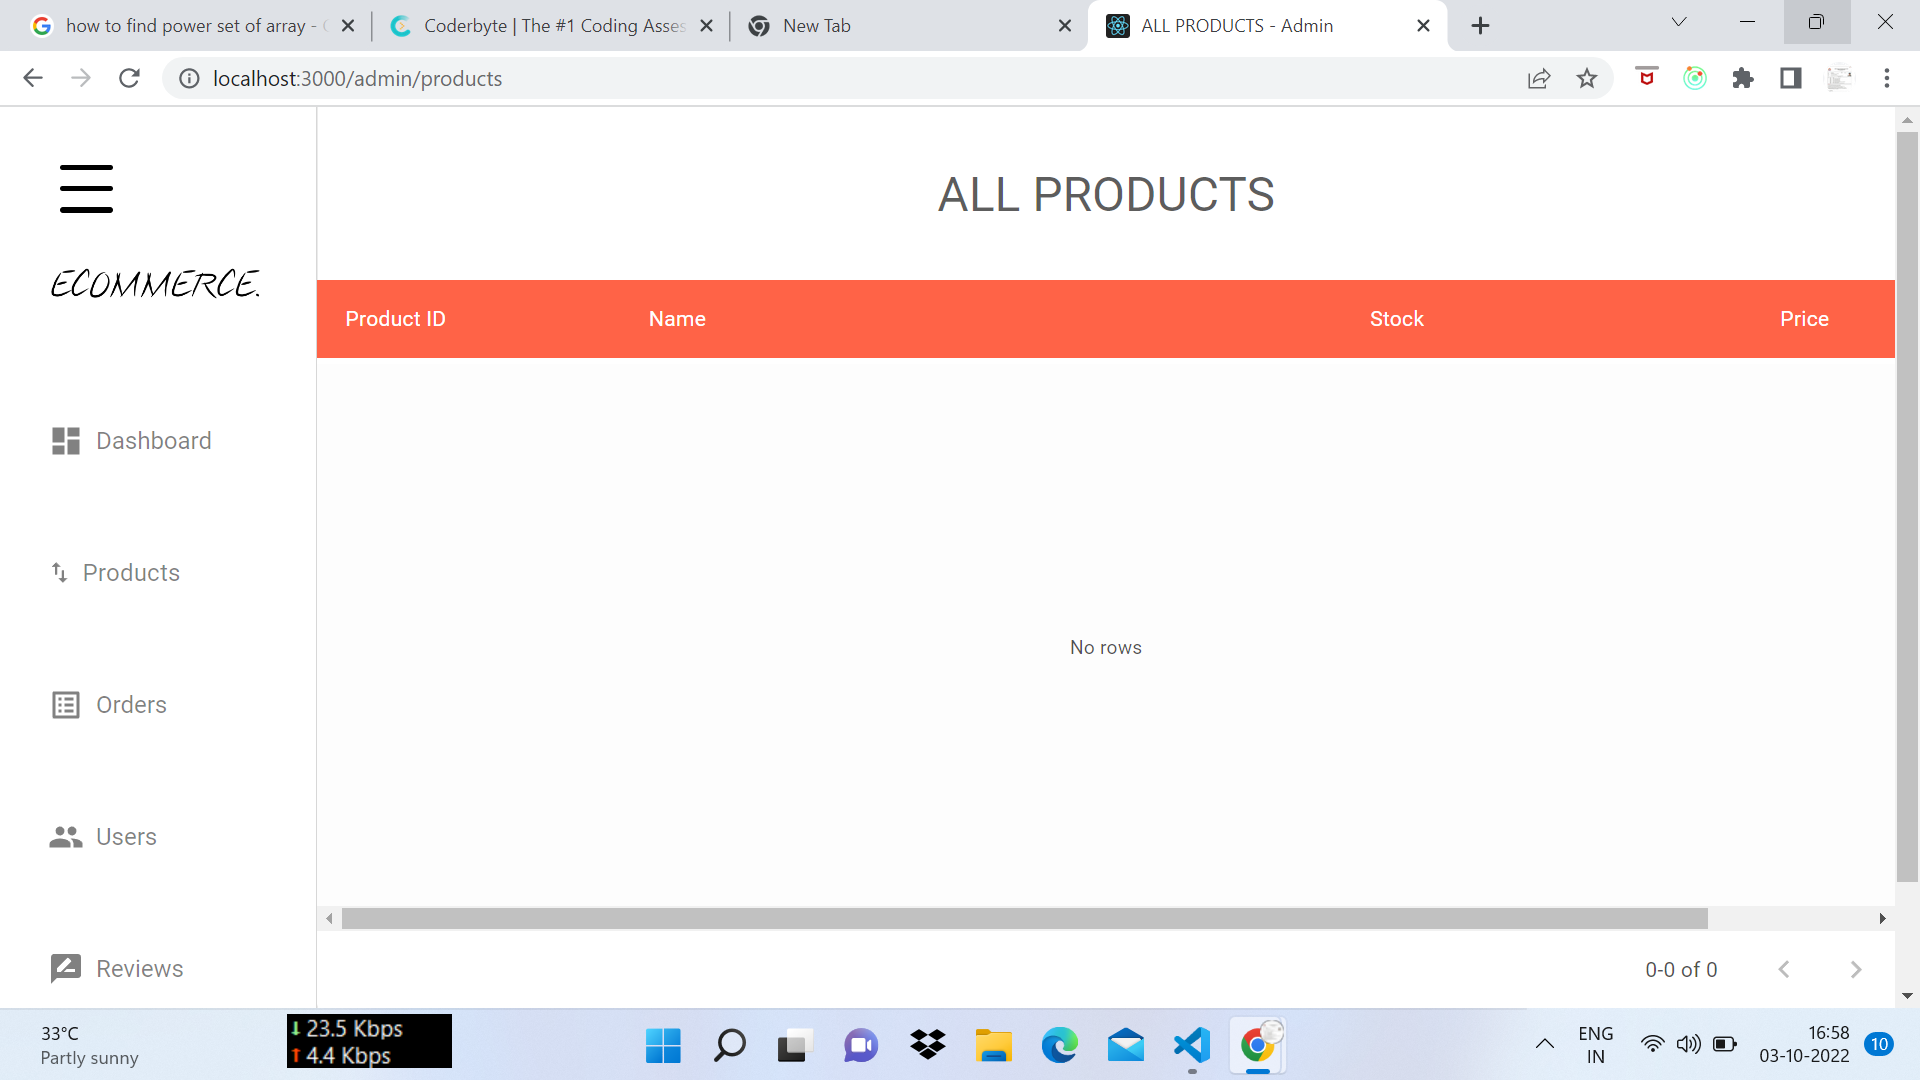 how to find power set of array -
Coderbyte | The #1 Coding Asses
New Tab
ALL PRODUCTS - Admin
localhost:3000/admin/products
ECOMMERCE.
Dashboard
Products
Orders
Users
Reviews
ALL PRODUCTS
Product ID Name Stock Price
No rows
0-0 of 0
33°C
Partly sunny
23.5 Kbps
4.4 Kbps
ENG
IN
16:58
03-10-2022
10